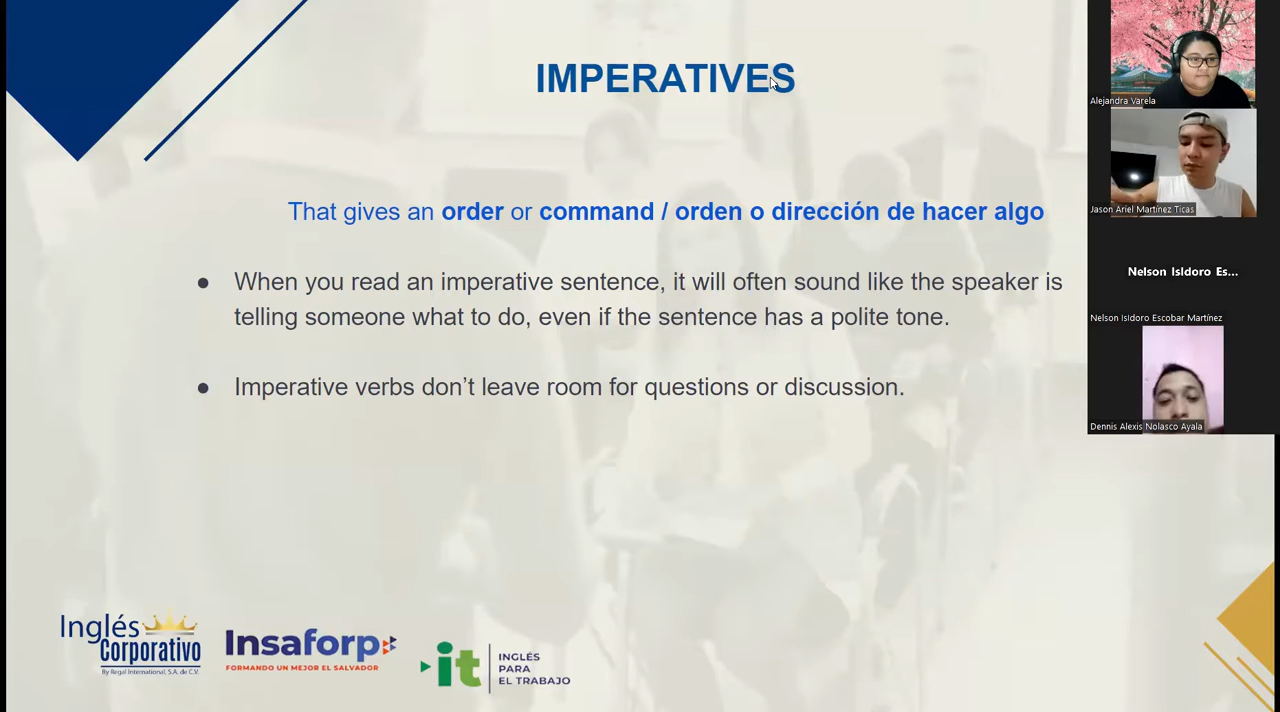 IMPERATIVES
That gives an order or command / orden o dirección de hacer algo
● When you read an imperative sentence, it will often sound like the speaker is
telling someone what to do, even if the sentence has a polite tone.
● Imperative verbs don’t leave room for questions or discussion.
Inglés
Corporativo
By Regal International, S.A. de C.V.
Insaforp
FORMANDO UN MEJOR EL SALVADOR
it
INGLÉS
PARA
EL TRABAJO
Alejandra Varela
Jason Ariel Martínez Ticas
Nelson Isidoro Es...
Nelson Isidoro Escobar Martínez
Dennis Alexis Nolasco Ayala